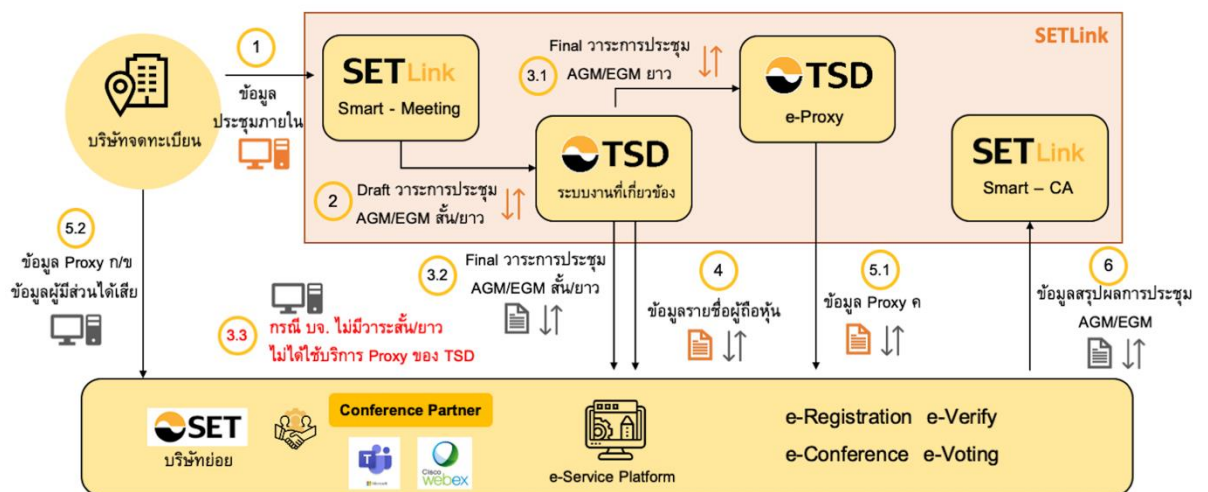 SETLink
1
ข้อมูล
ประชุมภายใน
บริษัทจดทะเบียน
SETLink
Smart - Meeting
3.1
Final วาระการประชุม
AGM/EGM ยาว
TSD
e-Proxy
2
Draft วาระการประชุม
AGM/EGM สั้น/ยาว
TSD
ระบบงานที่เกี่ยวข้อง
SETLink
Smart – CA
5.2
ข้อมูล Proxy ก/ข
ข้อมูลผู้มีส่วนได้เสีย
3.2
Final วาระการประชุม
AGM/EGM สั้น/ยาว
3.3
กรณี บจ. ไม่มีวาระสั้น/ยาว
ไม่ได้ใช้บริการ Proxy ของ TSD
4
ข้อมูลรายชื่อผู้ถือหุ้น
5.1
ข้อมูล Proxy ค
6
ข้อมูลสรุปผลการประชุม
AGM/EGM
SET
บริษัทย่อย
Conference Partner
Microsoft
Cisco
webex
e-Service Platform
e-Registration e-Verify
e-Conference e-Voting